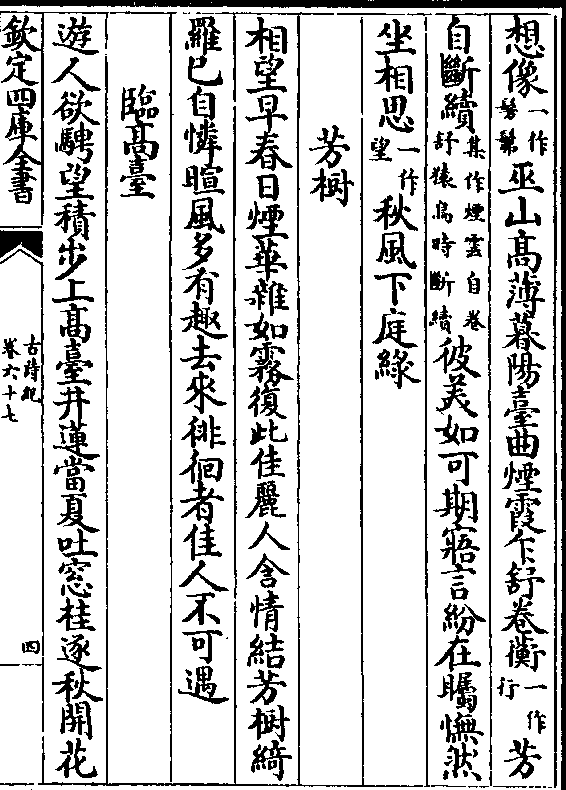 想像一作髣髴巫山高薄暮陽臺曲煙霞乍舒卷蘅一作行芳
自斷續集作煙雲自卷舒猿鳥時斷續彼美如可期寤言紛在矚憮然
坐相思一作望秋風下庭綠
芳樹
相望早春日煙華雜如霧復此佳麗人含情結芳樹綺
羅已自憐暄風多有趣去來徘徊者佳人不可遇
臨高臺
遊人欲騁望積步上高臺井蓮當夏吐窓桂逐秋開花
欽定四庫全書
古詩紀
卷六十七
四